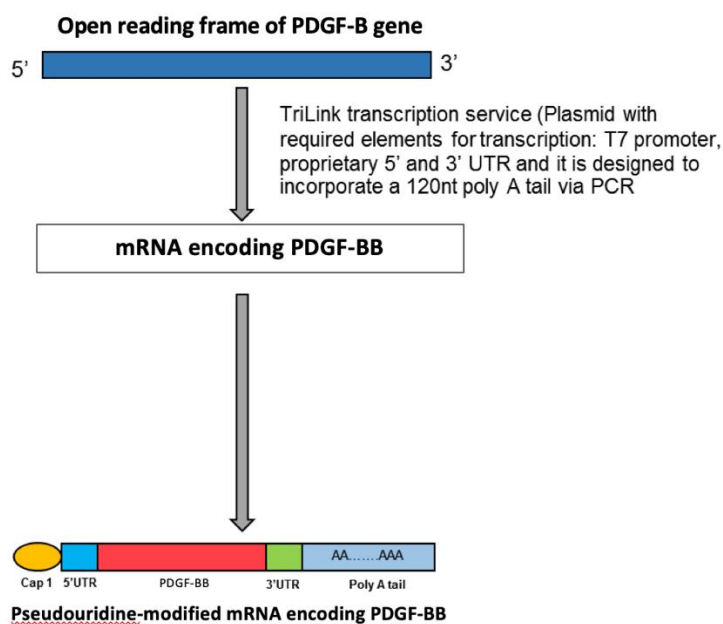 Open reading frame of PDGF-B gene
5’ 3’
TriLink transcription service (Plasmid with
required elements for transcription: T7 promoter,
proprietary 5’ and 3’ UTR and it is designed to
incorporate a 120nt poly A tail via PCR
mRNA encoding PDGF-BB
AA.......AAA
Cap 1 5’UTR PDGF-BB 3’UTR Poly A tail
Pseudouridine-modified mRNA encoding PDGF-BB